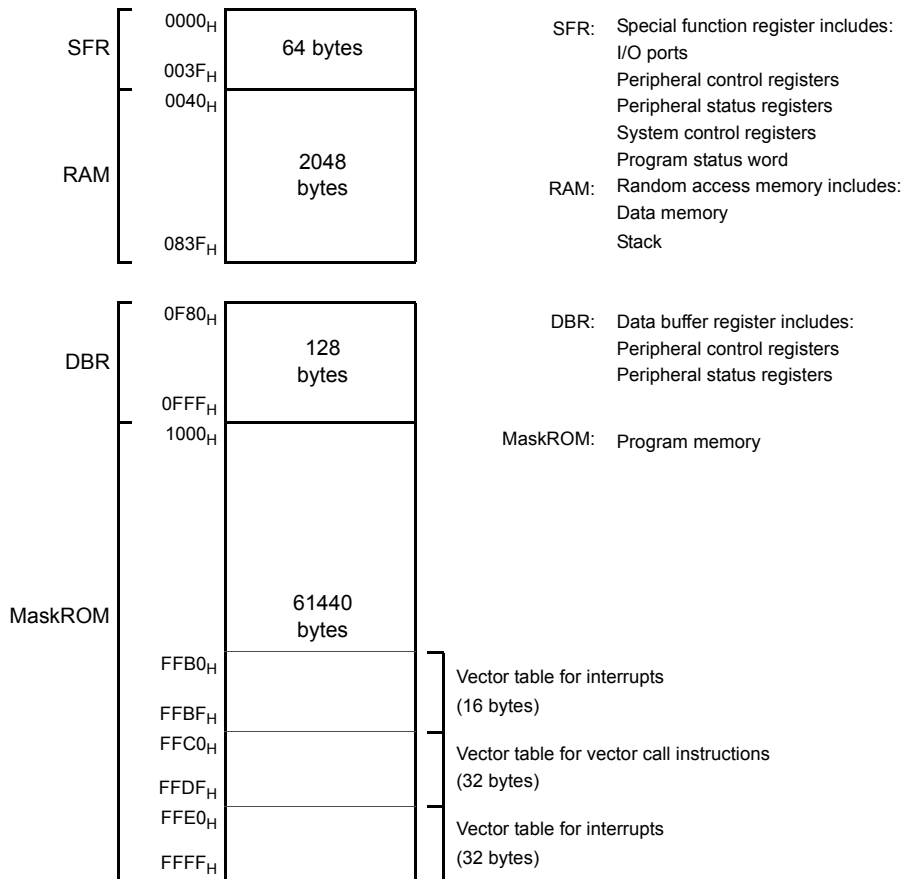 SFR
0000H
64 bytes
003FH
RAM
0040H
2048
bytes
083FH
DBR
0F80H
128
bytes
0FFFH
MaskROM
1000H
61440
bytes
FFB0H
FFBFH
FFC0H
FFDFH
FFE0H
FFFFH
Vector table for interrupts
(16 bytes)
Vector table for vector call instructions
(32 bytes)
Vector table for interrupts
(32 bytes)
SFR: Special function register includes:
I/O ports
Peripheral control registers
Peripheral status registers
System control registers
Program status word
RAM: Random access memory includes:
Data memory
Stack
DBR: Data buffer register includes:
Peripheral control registers
Peripheral status registers
MaskROM: Program memory